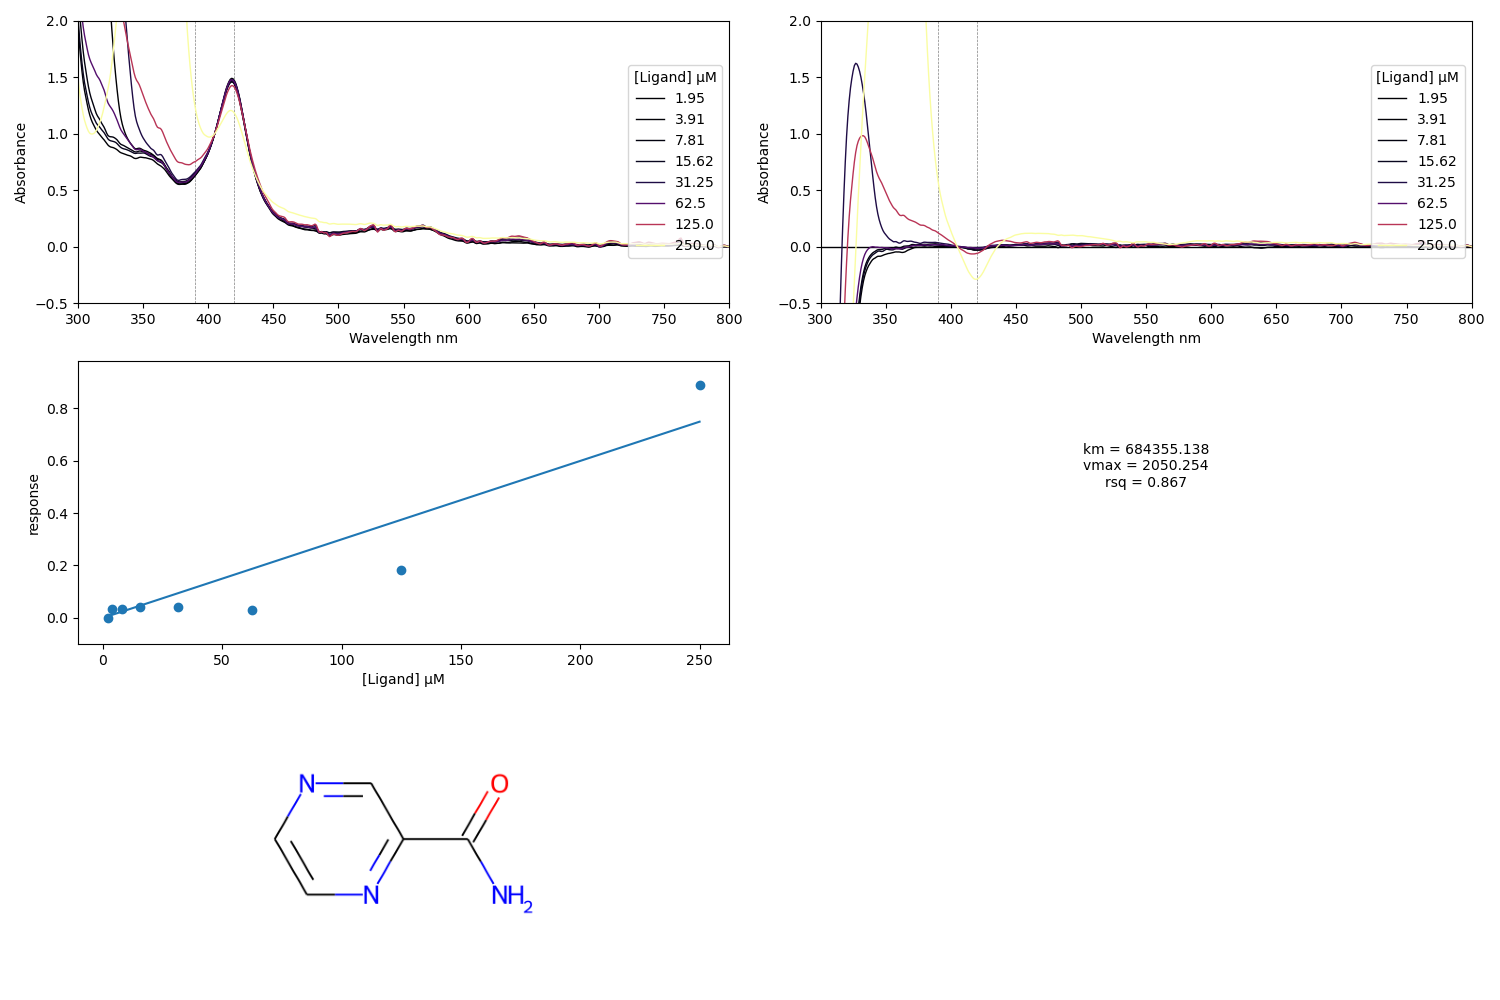 2.0
1.5
1.0
0.5
0.0
−0.5
Absorbance
300 350 400 450 500 550 600 650 700 750 800
Wavelength nm
[Ligand] μM
1.95
3.91
7.81
15.62
31.25
62.5
125.0
250.0
2.0
1.5
1.0
0.5
0.0
−0.5
Absorbance
300 350 400 450 500 550 600 650 700 750 800
Wavelength nm
[Ligand] μM
1.95
3.91
7.81
15.62
31.25
62.5
125.0
250.0
0.8
0.6
0.4
0.2
0.0
response
0 50 100 150 200 250
[Ligand] μM
km = 684355.138
vmax = 2050.254
rsq = 0.867
N O
N NH2